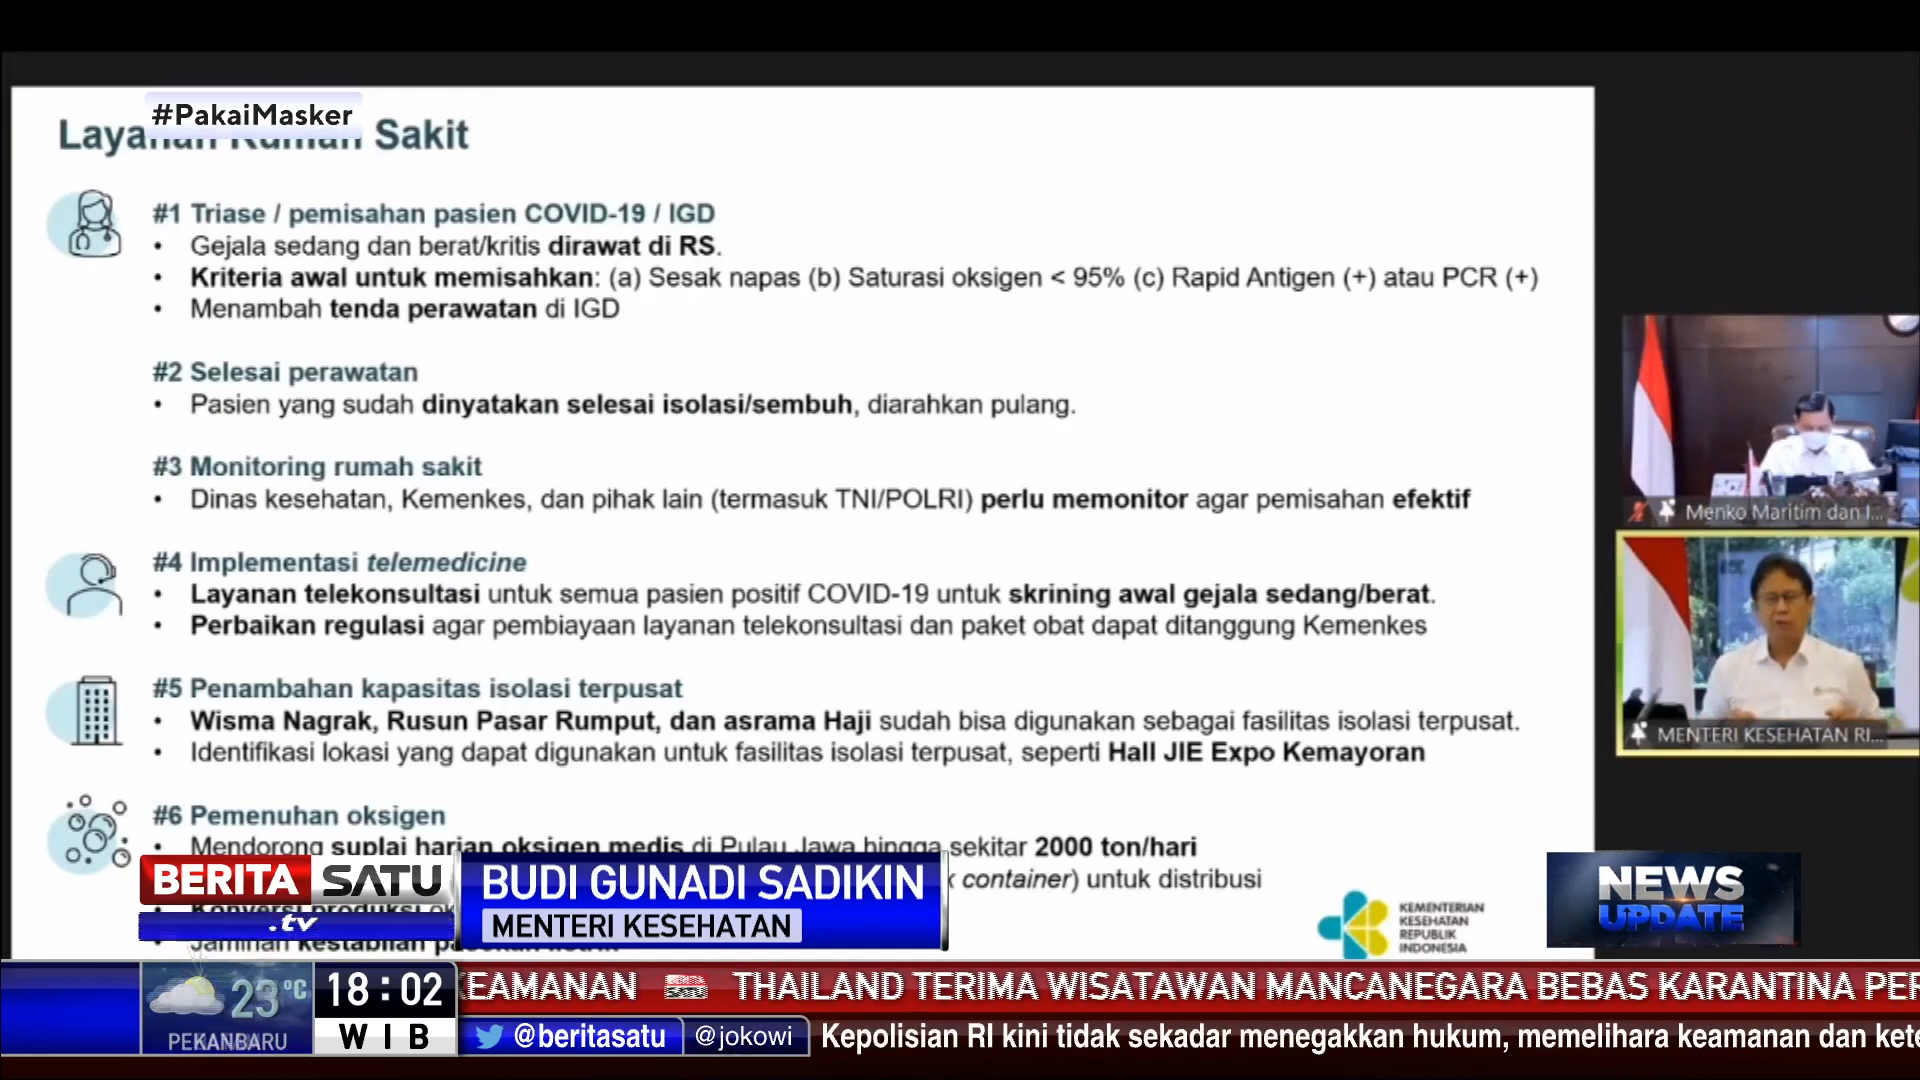 #PakaiMasker
Layanan Rumah Sakit
#1 Triase / pemisahan pasien COVID-19 / IGD
• Gejala sedang dan berat/kritis dirawat di RS.
• Kriteria awal untuk memisahkan: (a) Sesak napas (b) Saturasi oksigen < 95% (c) Rapid Antigen (+) atau PCR (+)
• Menambah tenda perawatan di IGD
#2 Selesai perawatan
• Pasien yang sudah dinyatakan selesai isolasi/sembuh, diarahkan pulang.
#3 Monitoring rumah sakit
• Dinas kesehatan, Kemenkes, dan pihak lain (termasuk TNI/POLRI) perlu memonitor agar pemisahan efektif
#4 Implementasi telemedicine
• Layanan telekonsultasi untuk semua pasien positif COVID-19 untuk skrining awal gejala sedang/berat.
• Perbaikan regulasi agar pembiayaan layanan telekonsultasi dan paket obat dapat ditanggung Kemenkes
#5 Penambahan kapasitas isolasi terpusat
• Wisma Nagrak, Rusun Pasar Rumput, dan asrama Haji sudah bisa digunakan sebagai fasilitas isolasi terpusat.
• Identifikasi lokasi yang dapat digunakan untuk fasilitas isolasi terpusat, seperti Hall JIE Expo Kemayoran
#6 Pemenuhan oksigen
• Mendorong suplai harian oksigen medis di Pulau Jawa hingga sekitar 2000 ton/hari
container) untuk distribusi
• Konversi produksi
• Jaminan kestabilan
Menko Maritim dan I...
MENTERI KESEHATAN RI...
KEMENTERIAN
KESEHATAN
REPUBLIK
INDONESIA
BERITA SATU
.tv
BUDI GUNADI SADIKIN
MENTERI KESEHATAN
NEWS
UPDATE
23°C
PEKANBARU
18:02
WIB
KEAMANAN THAILAND TERIMA WISATAWAN MANCANEGARA BEBAS KARANTINA PER
@beritasatu @jokowi Kepolisian RI kini tidak sekadar menegakkan hukum, memelihara keamanan dan kete